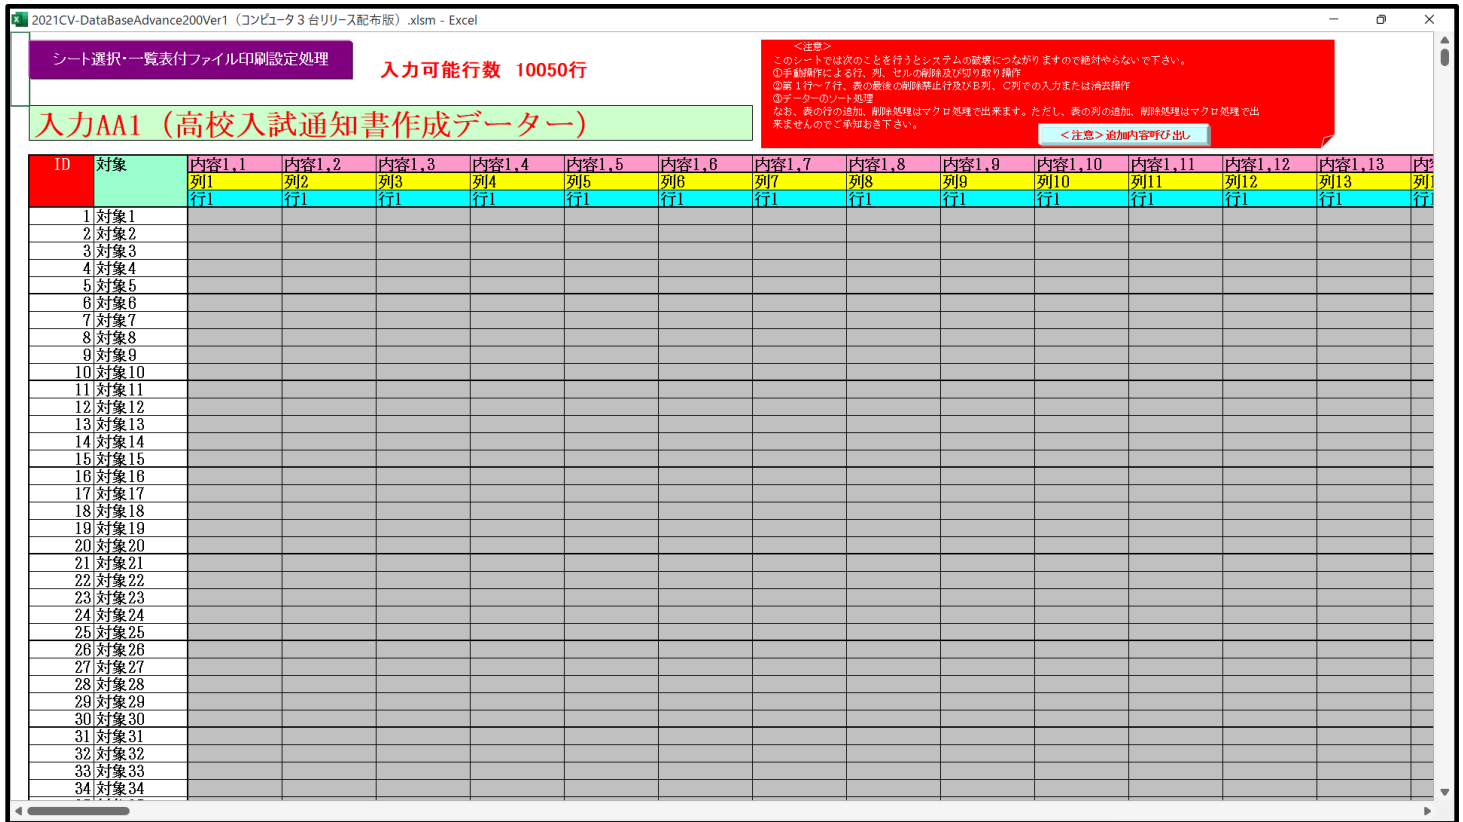 2021CV-DataBaseAdvance200Ver1（コンピュータ３台リリース配布版）.xlsm - Excel
シート選択・一覧表付ファイル印刷設定処理
入力可能行数 10050行
＜注意＞
このシートでは次のことを行うとシステムの破壊につながりますので絶対やらないで下さい。
①手動操作による行、列、セルの削除及び切り取り操作
②第１行～７行、表の最後の削除禁止行及びＢ列、Ｃ列での入力または消去操作
③データーのソート処理
なお、表の行の追加、削除処理はマクロ処理で出来ます。ただし、表の列の追加、削除処理はマクロ処理で出
来ませんのでご承知おき下さい。
＜注意＞追加内容呼び出し
入力AA1（高校入試通知書作成データー）
ID 対象 内容1,1 内容1,2 内容1,3 内容1,4 内容1,5 内容1,6 内容1,7 内容1,8 内容1,9 内容1,10 内容1,11 内容1,12 内容1,13
列1 列2 列3 列4 列5 列6 列7 列8 列9 列10 列11 列12 列13
行1 行1 行1 行1 行1 行1 行1 行1 行1 行1 行1 行1 行1
1 対象1
2 対象2
3 対象3
4 対象4
5 対象5
6 対象6
7 対象7
8 対象8
9 対象9
10 対象10
11 対象11
12 対象12
13 対象13
14 対象14
15 対象15
16 対象16
17 対象17
18 対象18
19 対象19
20 対象20
21 対象21
22 対象22
23 対象23
24 対象24
25 対象25
26 対象26
27 対象27
28 対象28
29 対象29
30 対象30
31 対象31
32 対象32
33 対象33
34 対象34